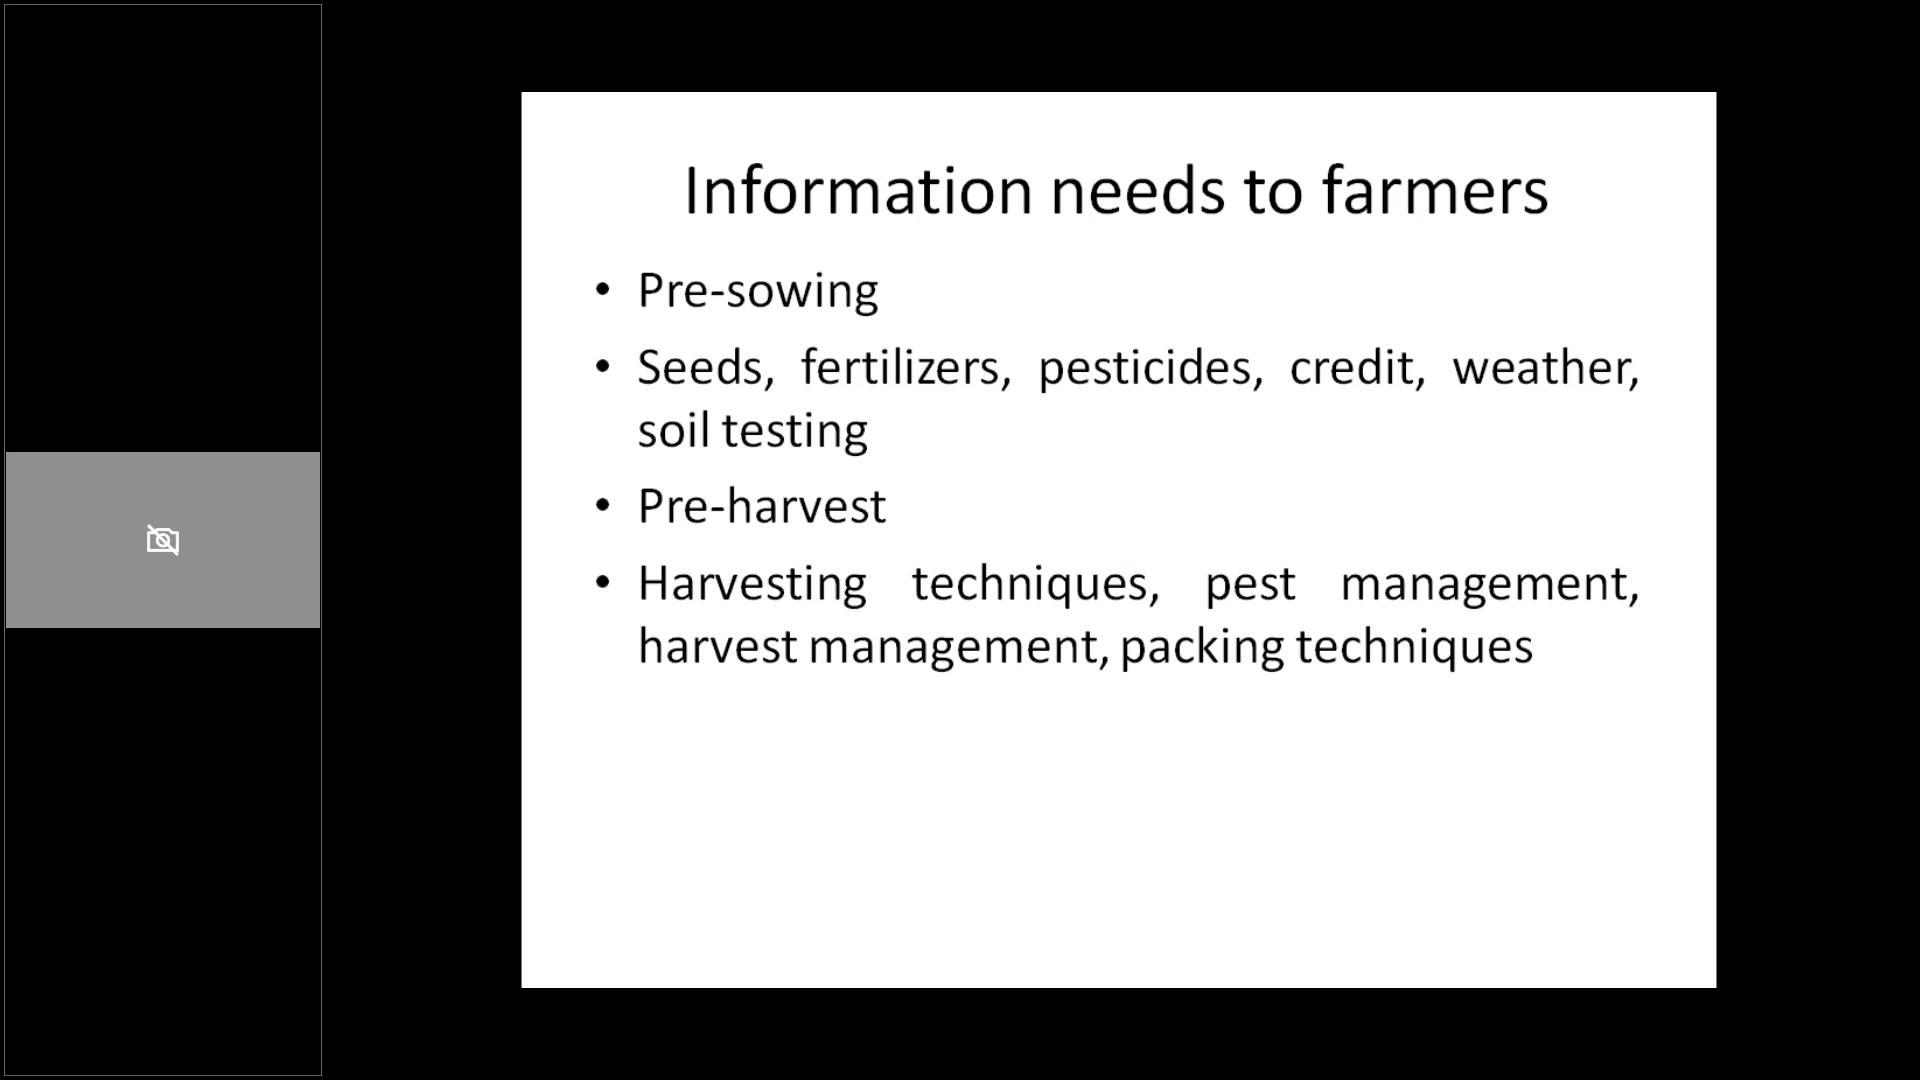 Information needs to farmers
• Pre-sowing
• Seeds, fertilizers, pesticides, credit, weather,
soil testing
• Pre-harvest
• Harvesting techniques, pest management,
harvest management, packing techniques